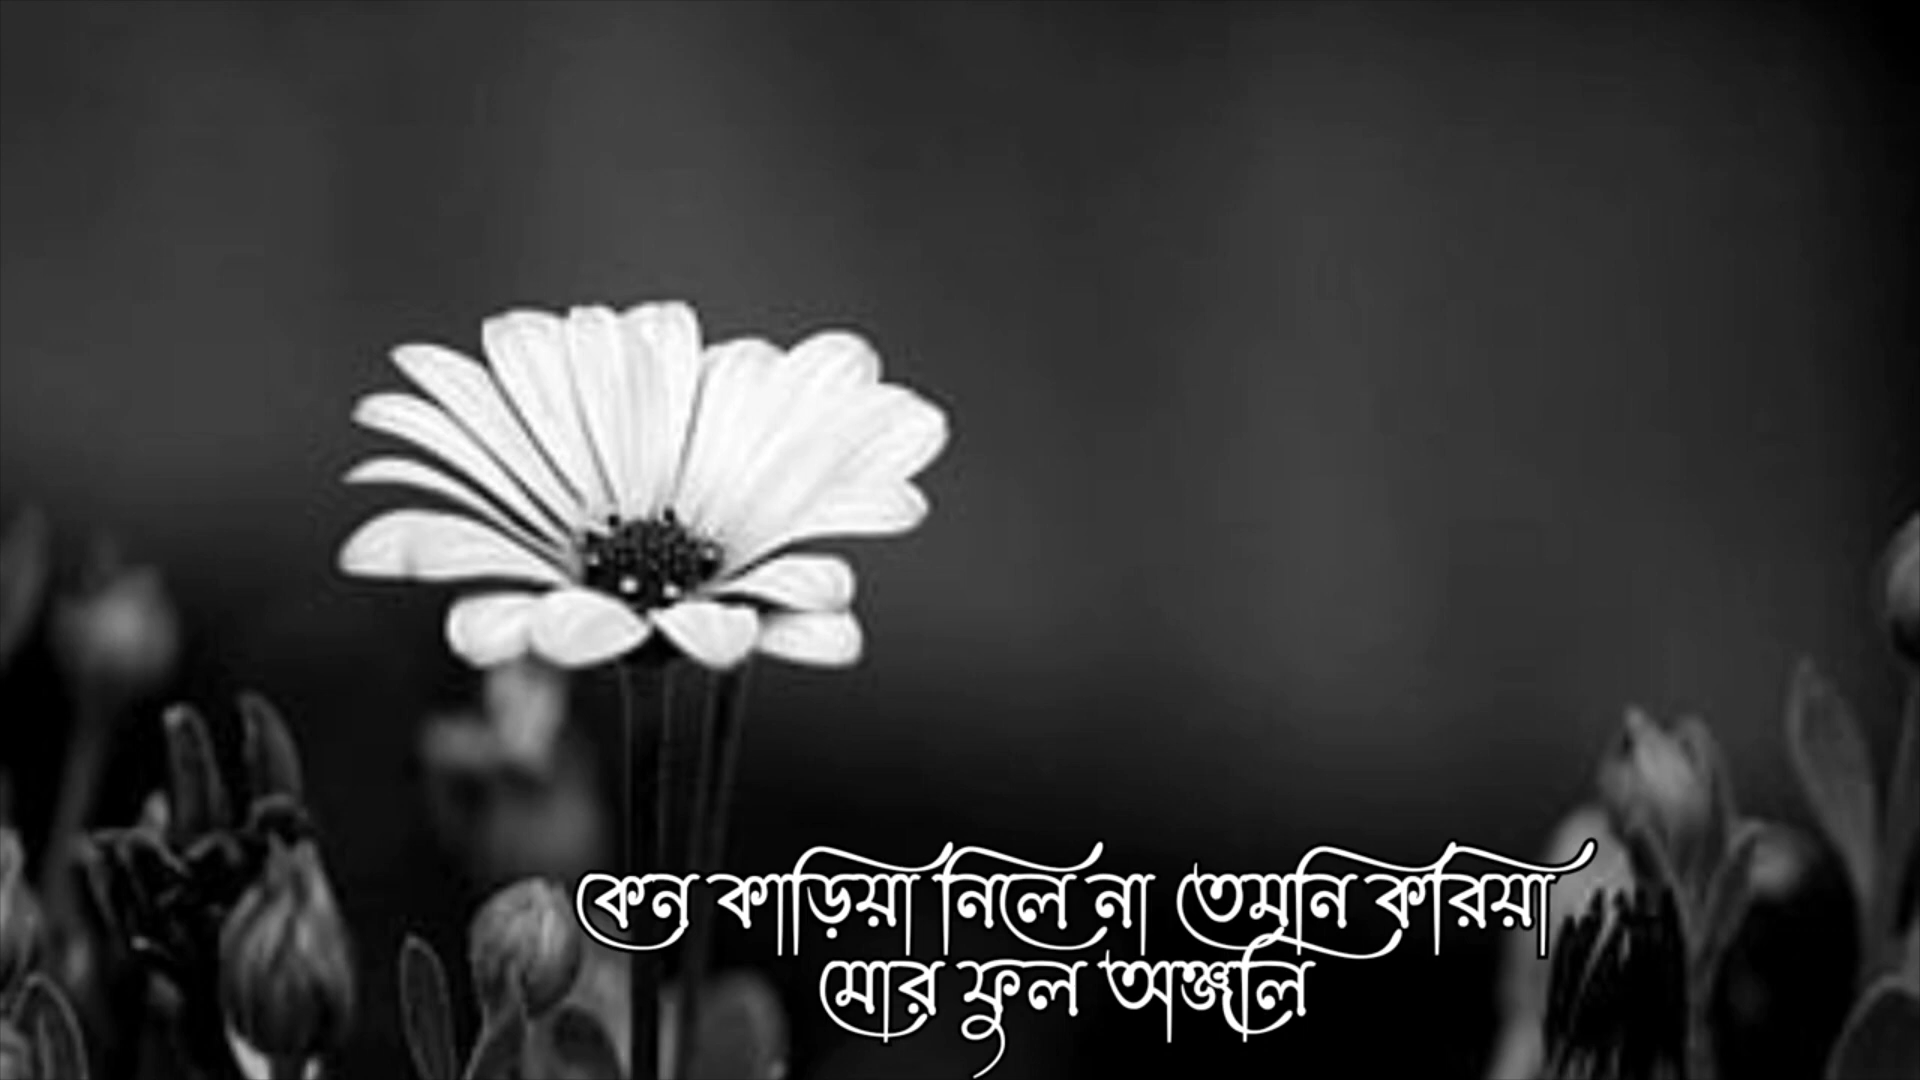 কেন কাড়িয়া নিলে না তেমনি করিয়া
মোর ফুল অঞ্জলি